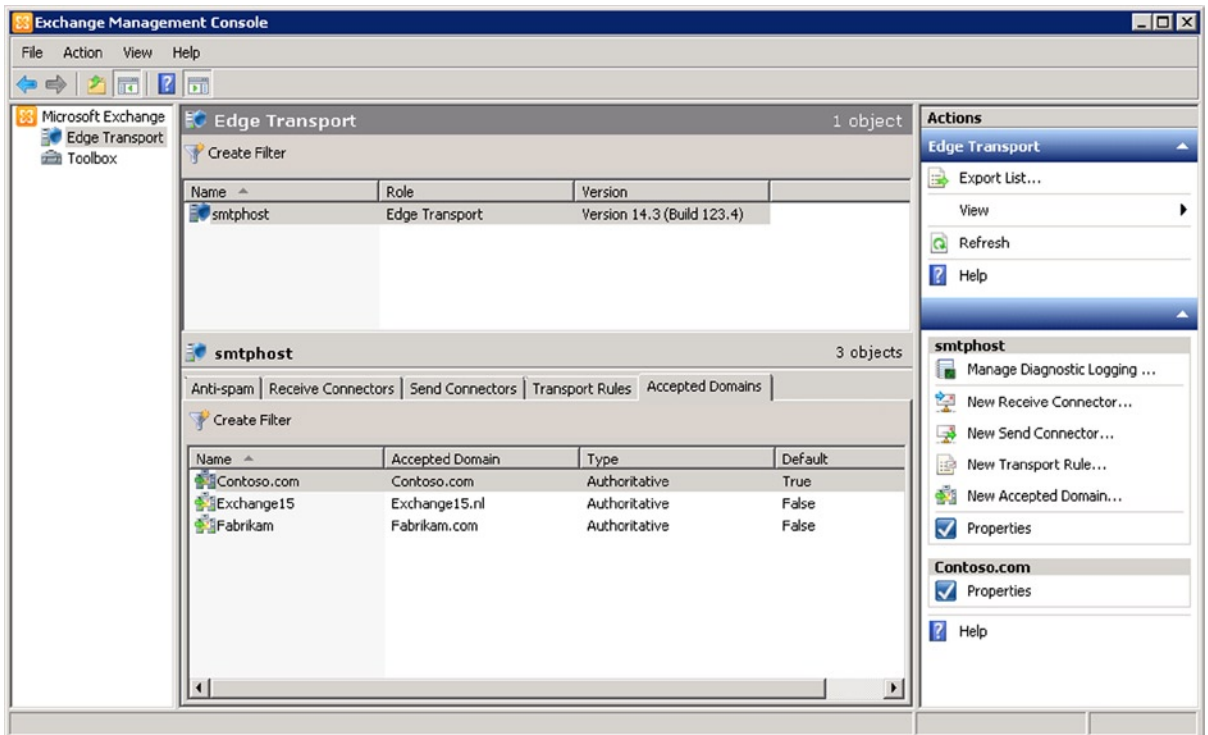 Exchange Management Console
File Action View Help
Microsoft Exchange
Edge Transport
Toolbox
Edge Transport 1 object
Create Filter
Name Role Version
smtphost Edge Transport Version 14.3 (Build 123.4)
smtphost 3 objects
Anti-spam Receive Connectors Send Connectors Transport Rules Accepted Domains
Create Filter
Name Accepted Domain Type Default
Contoso.com Contoso.com Authoritative True
Exchange15 Exchange15.nl Authoritative False
Fabrikam Fabrikam.com Authoritative False
Actions
Edge Transport
Export List...
View
Refresh
Help
smtphost
Manage Diagnostic Logging ...
New Receive Connector...
New Send Connector...
New Transport Rule...
New Accepted Domain...
Properties
Contoso.com
Properties
Help